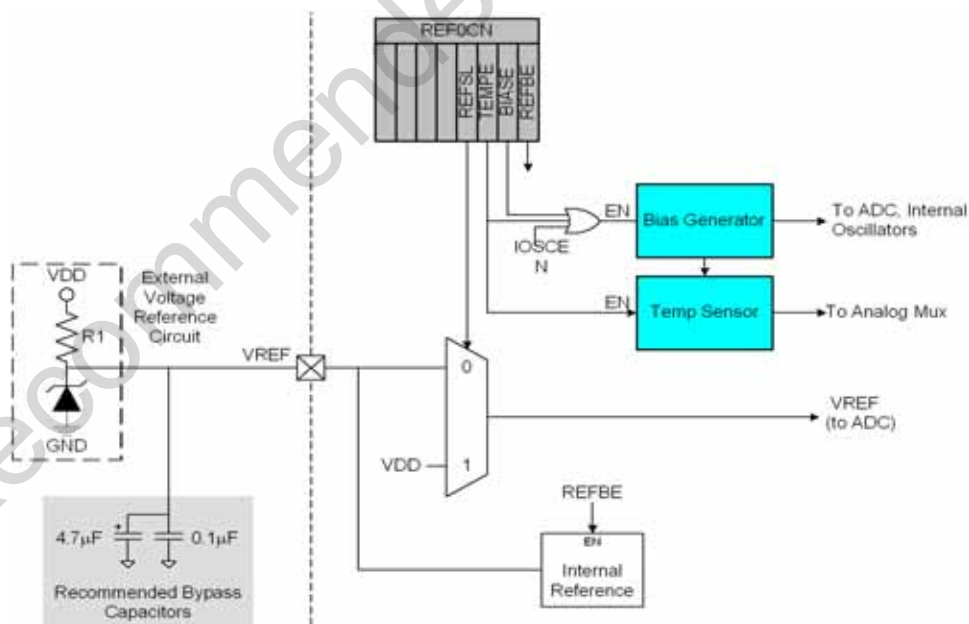 REF0CN
REFSL
TEMPE
BIASE
REFBE
EN
Bias Generator
To ADC, Internal
Oscillators
IOSCE
N
EN
Temp Sensor
To Analog Mux
VDD
R1
GND
External
Voltage
Reference
Circuit
VREF
0
VREF
(to ADC)
VDD
1
REFBE
EN
Internal
Reference
4.7µF
+
0.1µF
Recommended Bypass
Capacitors
ecommende